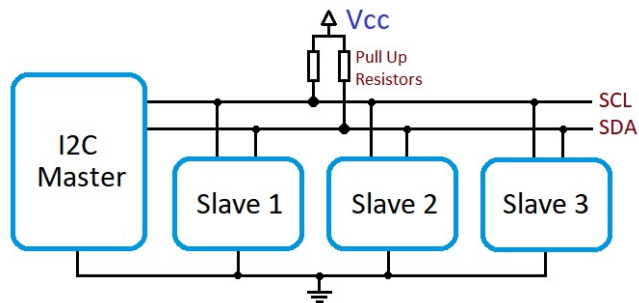 Vcc
Pull Up
Resistors
SCL
SDA
I2C
Master
Slave 1
Slave 2
Slave 3